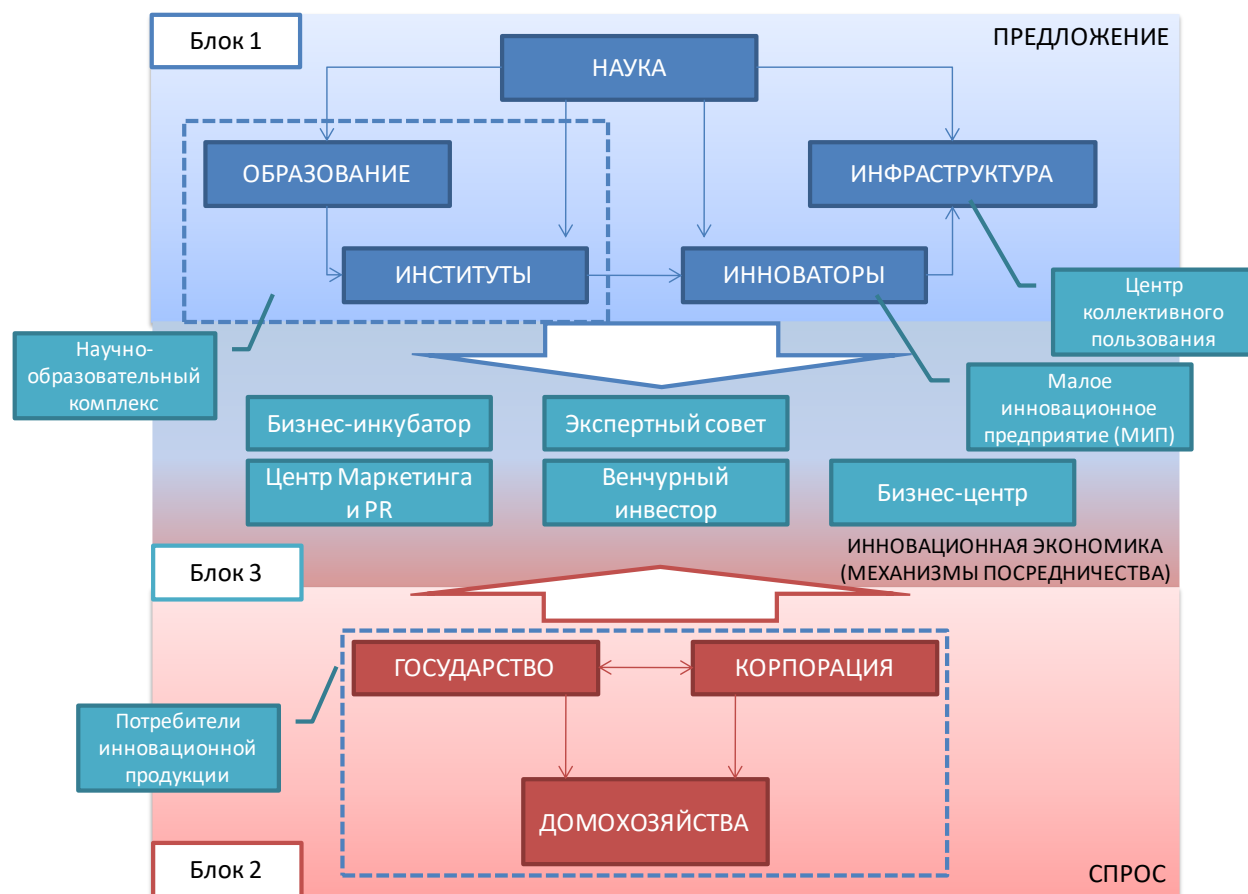 Блок 1
ПРЕДЛОЖЕНИЕ
НАУКА
ОБРАЗОВАНИЕ
ИНФРАСТРУКТУРА
ИНСТИТУТЫ
ИННОВАТОРЫ
Центр
коллективного
пользования
Научно-
образовательный
комплекс
Малое
инновационное
предприятие (МИП)
Бизнес-инкубатор
Экспертный совет
Центр Маркетинга
и PR
Венчурный
инвестор
Бизнес-центр
ИННОВАЦИОННАЯ ЭКОНОМИКА
(МЕХАНИЗМЫ ПОСРЕДНИЧЕСТВА)
Блок 3
ГОСУДАРСТВО
КОРПОРАЦИЯ
Потребители
инновационной
продукции
ДОМОХОЗЯЙСТВА
Блок 2
СПРОС